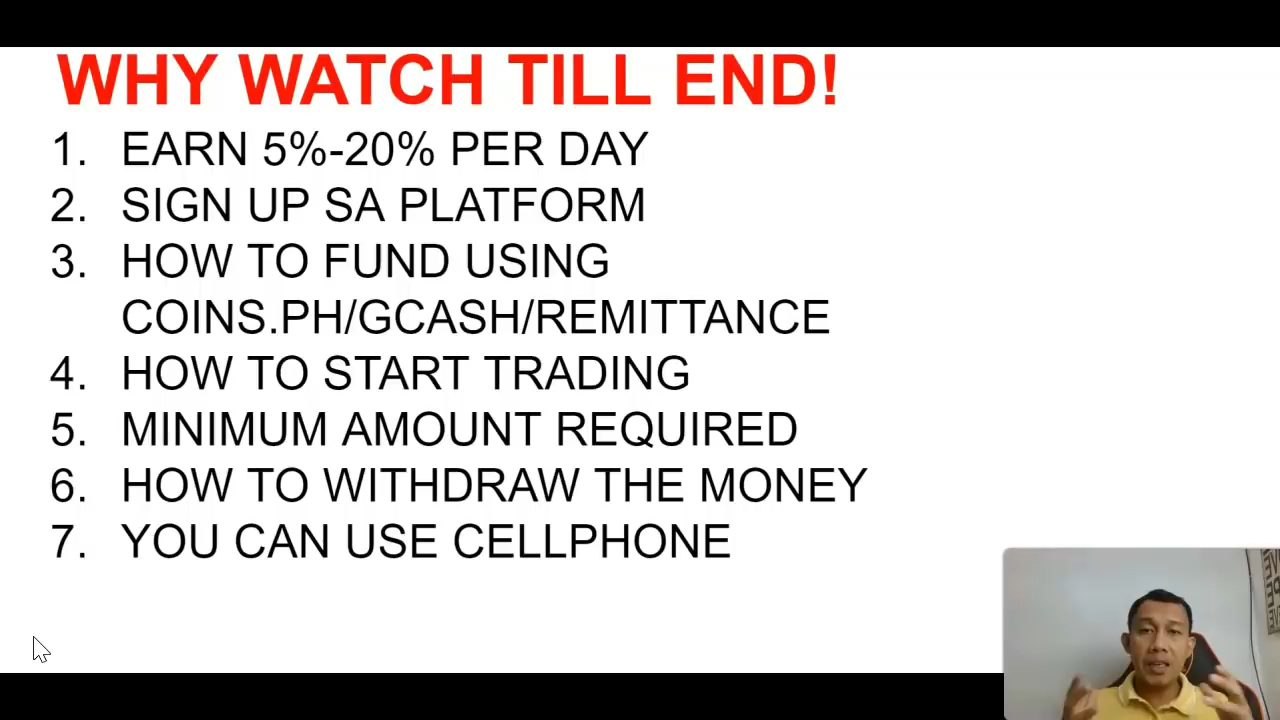 WHY WATCH TILL END!
1. EARN 5%-20% PER DAY
2. SIGN UP SA PLATFORM
3. HOW TO FUND USING
COINS.PH/GCASH/REMITTANCE
4. HOW TO START TRADING
5. MINIMUM AMOUNT REQUIRED
6. HOW TO WITHDRAW THE MONEY
7. YOU CAN USE CELLPHONE